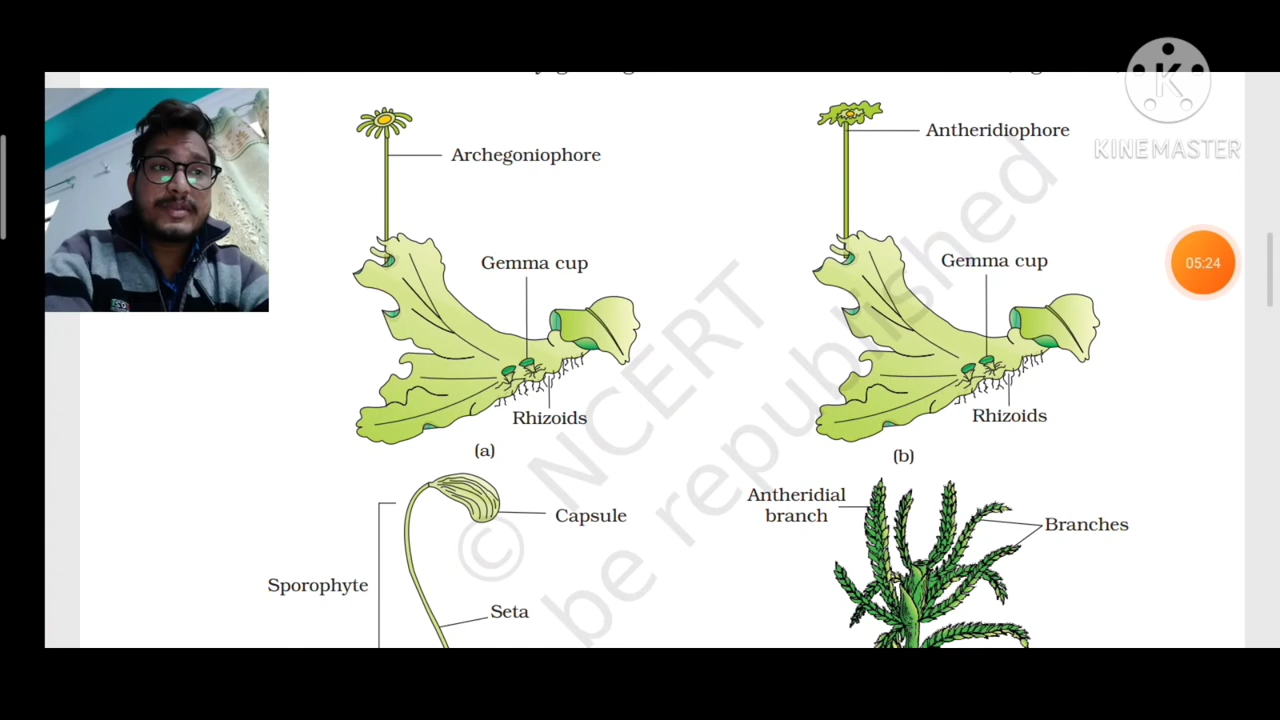 KINEMASTER
Archegoniophore
Antheridiophore
05:24
Gemma cup
Gemma cup
Rhizoids
Rhizoids
(a)
(b)
© NCERT
be republished
Antheridial
branch
Capsule
Branches
Sporophyte
Seta